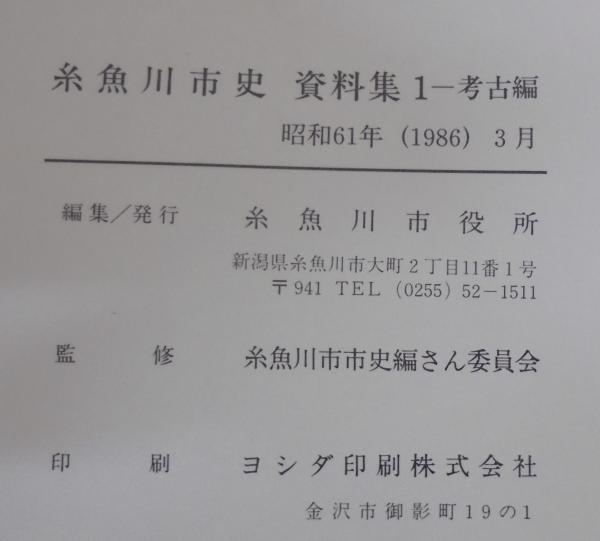 糸魚川市史 資料集1−考古編
昭和61年 (1986) 3月
編集／発行 糸魚川市役所
新潟県糸魚川市大町2丁目11番1号
〒941 TEL (0255) 52−1511
監修 糸魚川市市史編さん委員会
印刷 ヨシダ印刷株式会社
金沢市御影町19の1